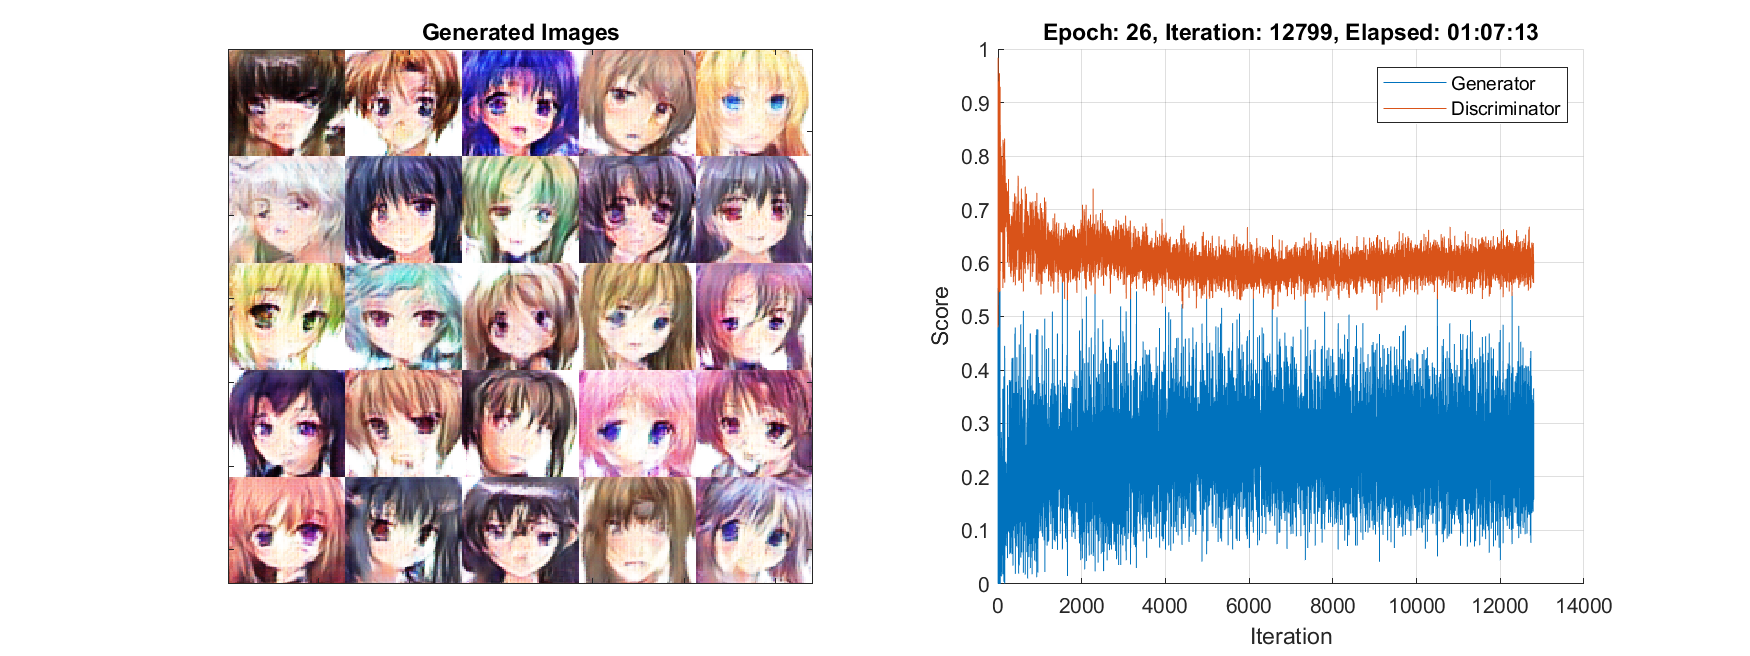 Generated Images
Epoch: 26, Iteration: 12799, Elapsed: 01:07:13
Generator
Discriminator
1
0.9
0.8
0.7
0.6
0.5
0.4
0.3
0.2
0.1
0
Score
0 2000 4000 6000 8000 10000 12000 14000
Iteration